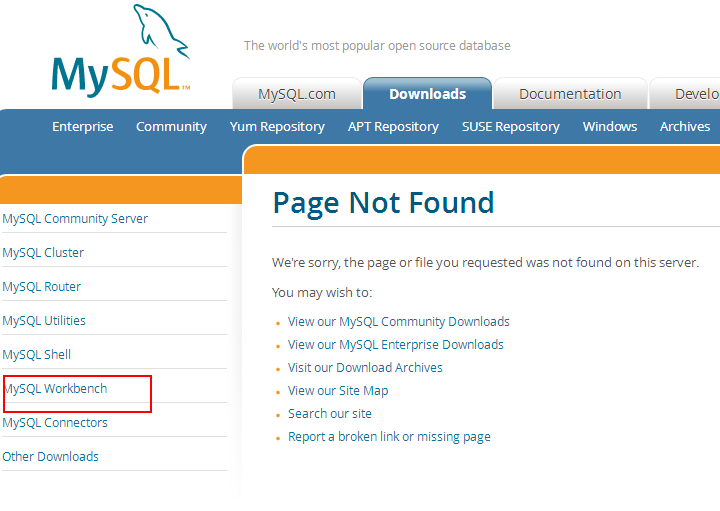 The world's most popular open source database
MySQL™
MySQL.com Downloads Documentation Develo
Enterprise Community Yum Repository APT Repository SUSE Repository Windows Archives
Page Not Found
MySQL Community Server
MySQL Cluster
MySQL Router
MySQL Utilities
MySQL Shell
MySQL Workbench
MySQL Connectors
Other Downloads
We're sorry, the page or file you requested was not found on this server.
You may wish to:
View our MySQL Community Downloads
View our MySQL Enterprise Downloads
Visit our Download Archives
View our Site Map
Search our site
Report a broken link or missing page